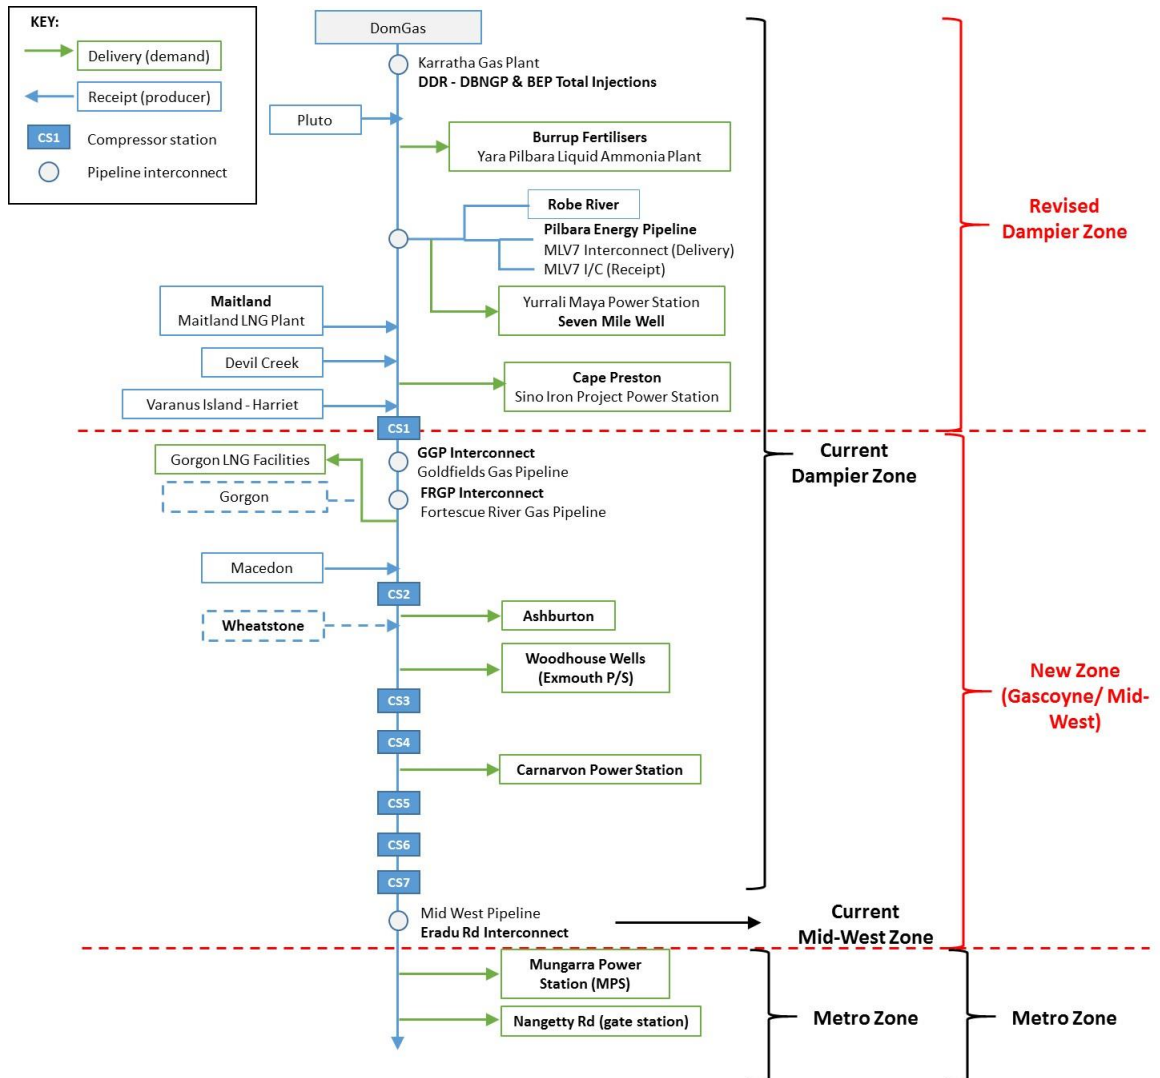 KEY:
Delivery (demand)
Receipt (producer)
CS1
Compressor station
Pipeline interconnect
DomGas
Karratha Gas Plant
DDR - DBNGP & BEP Total Injections
Pluto
Burrup Fertilisers
Yara Pilbara Liquid Ammonia Plant
Robe River
Pilbara Energy Pipeline
MLV7 Interconnect (Delivery)
MLV7 I/C (Receipt)
Maitland
Maitland LNG Plant
Yurrali Maya Power Station
Seven Mile Well
Devil Creek
Cape Preston
Sino Iron Project Power Station
Varanus Island - Harriet
CS1
Revised
Dampier Zone
GGP Interconnect
Goldfields Gas Pipeline
Gorgon LNG Facilities
Gorgon
FRGP Interconnect
Fortescue River Gas Pipeline
Current
Dampier Zone
Macedon
CS2
Wheatstone
Ashburton
Woodhouse Wells
(Exmouth P/S)
CS3
CS4
Carnarvon Power Station
CS5
CS6
CS7
New Zone
(Gascoyne/ Mid-
West)
Mid West Pipeline
Eradu Rd Interconnect
Current
Mid-West Zone
Mungarra Power
Station (MPS)
Nangetty Rd (gate station)
Metro Zone
Metro Zone